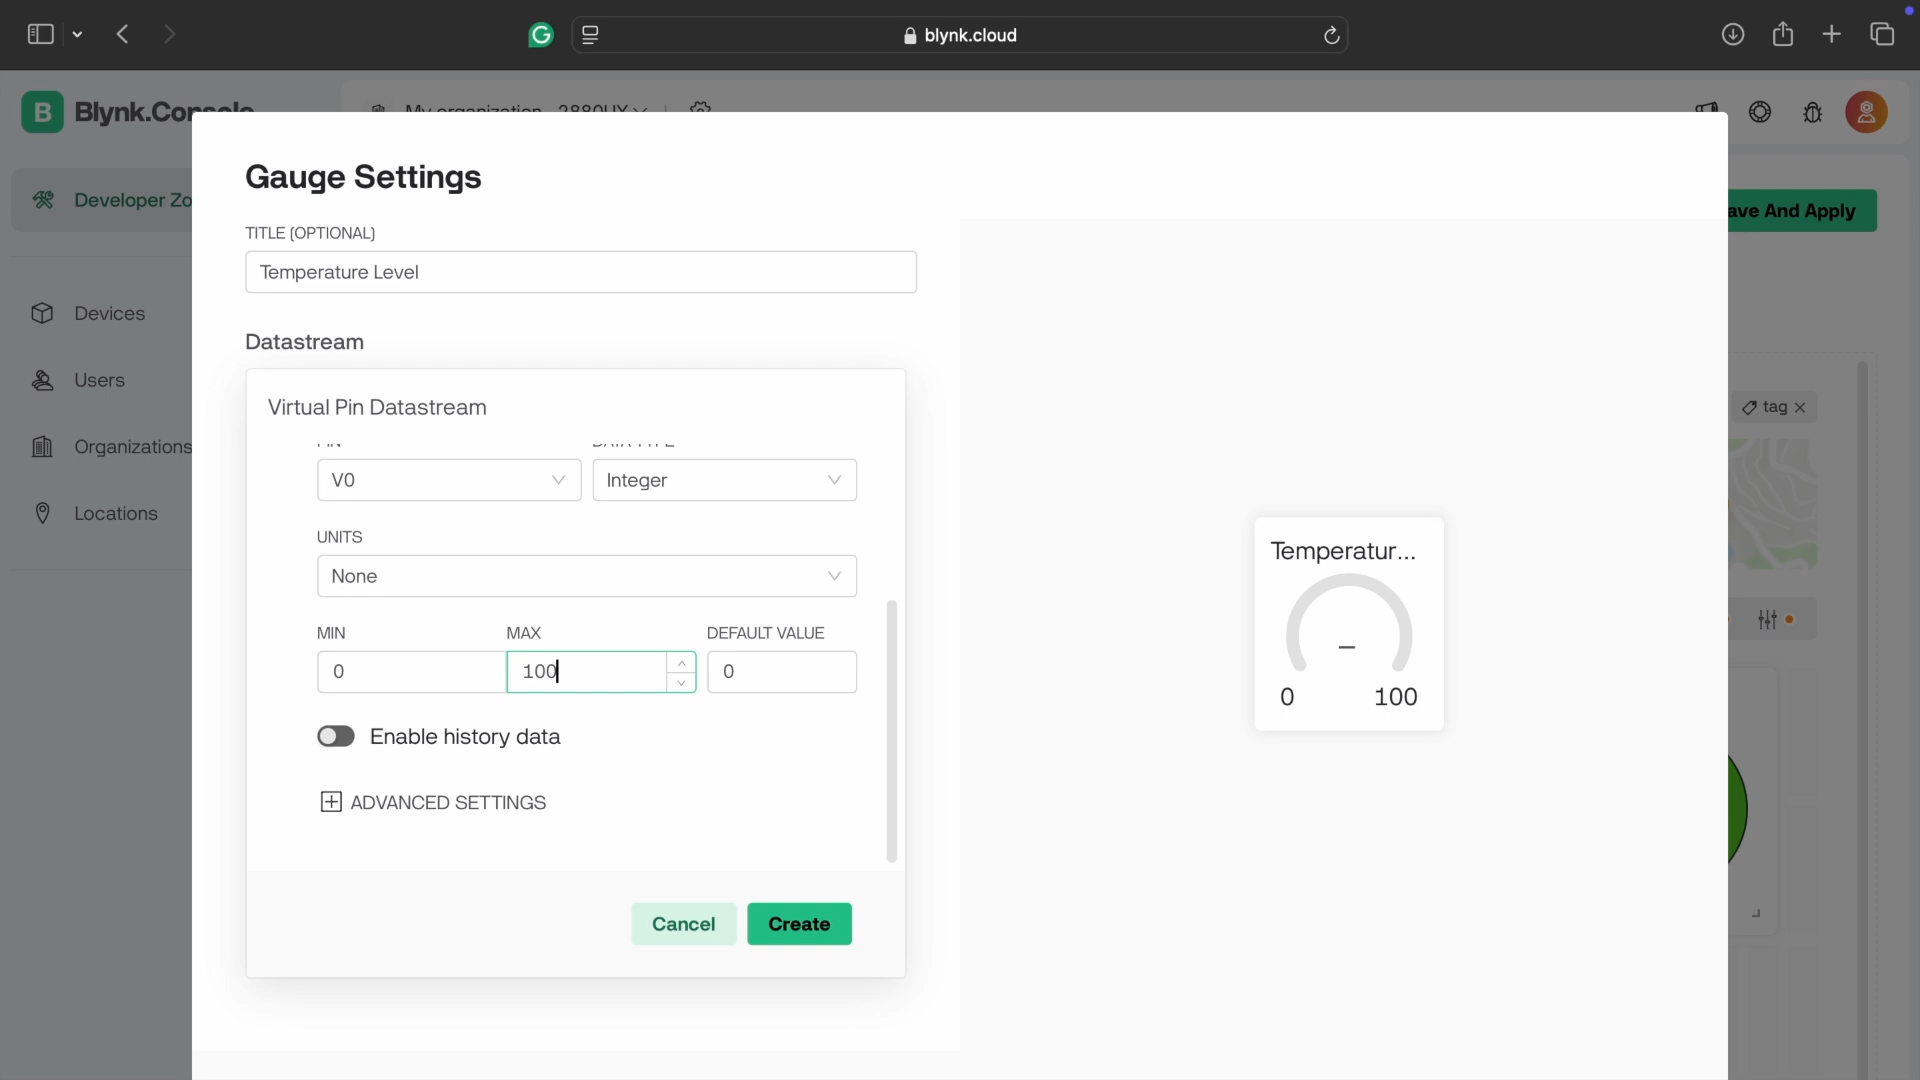 blynk.cloud
B Blynk.Console
My organization - 2880UX
Developer Zo
ave And Apply
Devices
Users
Organizations
Locations
tag
Gauge Settings
TITLE (OPTIONAL)
Temperature Level
Datastream
Virtual Pin Datastream
PIN DATA TYPE
V0 Integer
UNITS
None
MIN MAX DEFAULT VALUE
0 100 0
Enable history data
ADVANCED SETTINGS
Cancel Create
Temperatur...
–
0 100